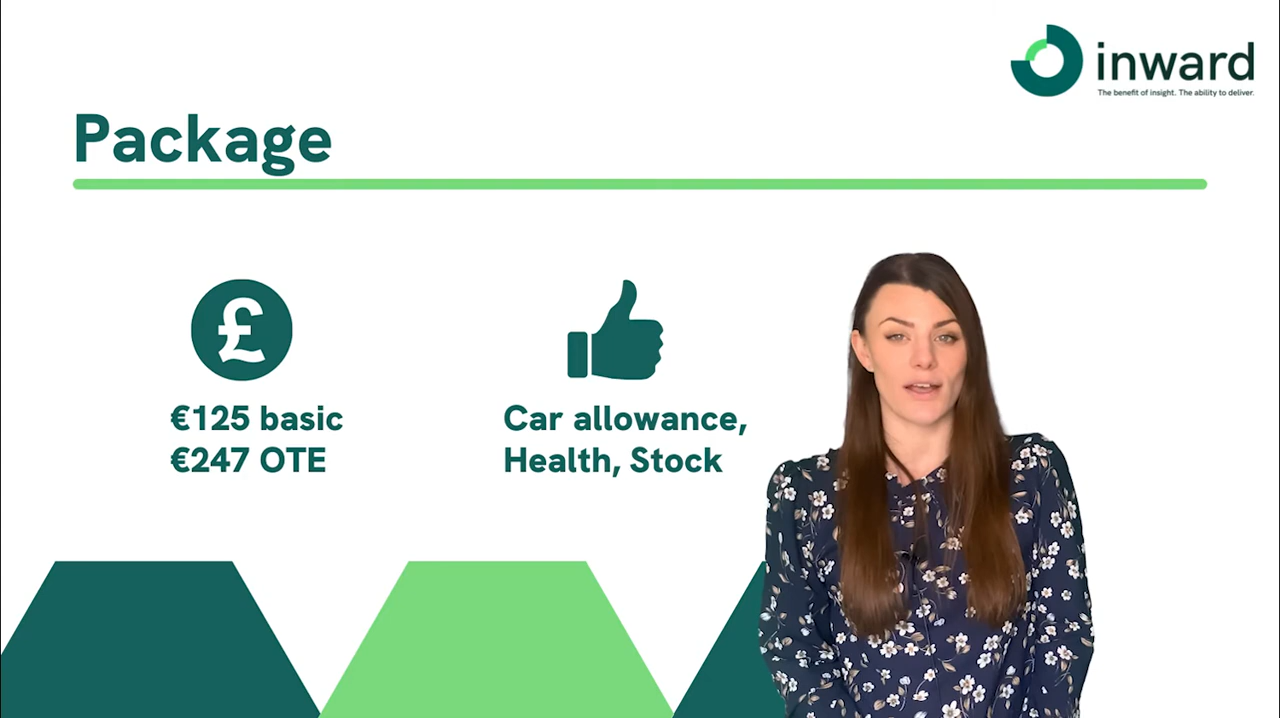 inward
The benefit of insight. The ability to deliver.
Package
£
€125 basic
€247 OTE
Car allowance,
Health, Stock